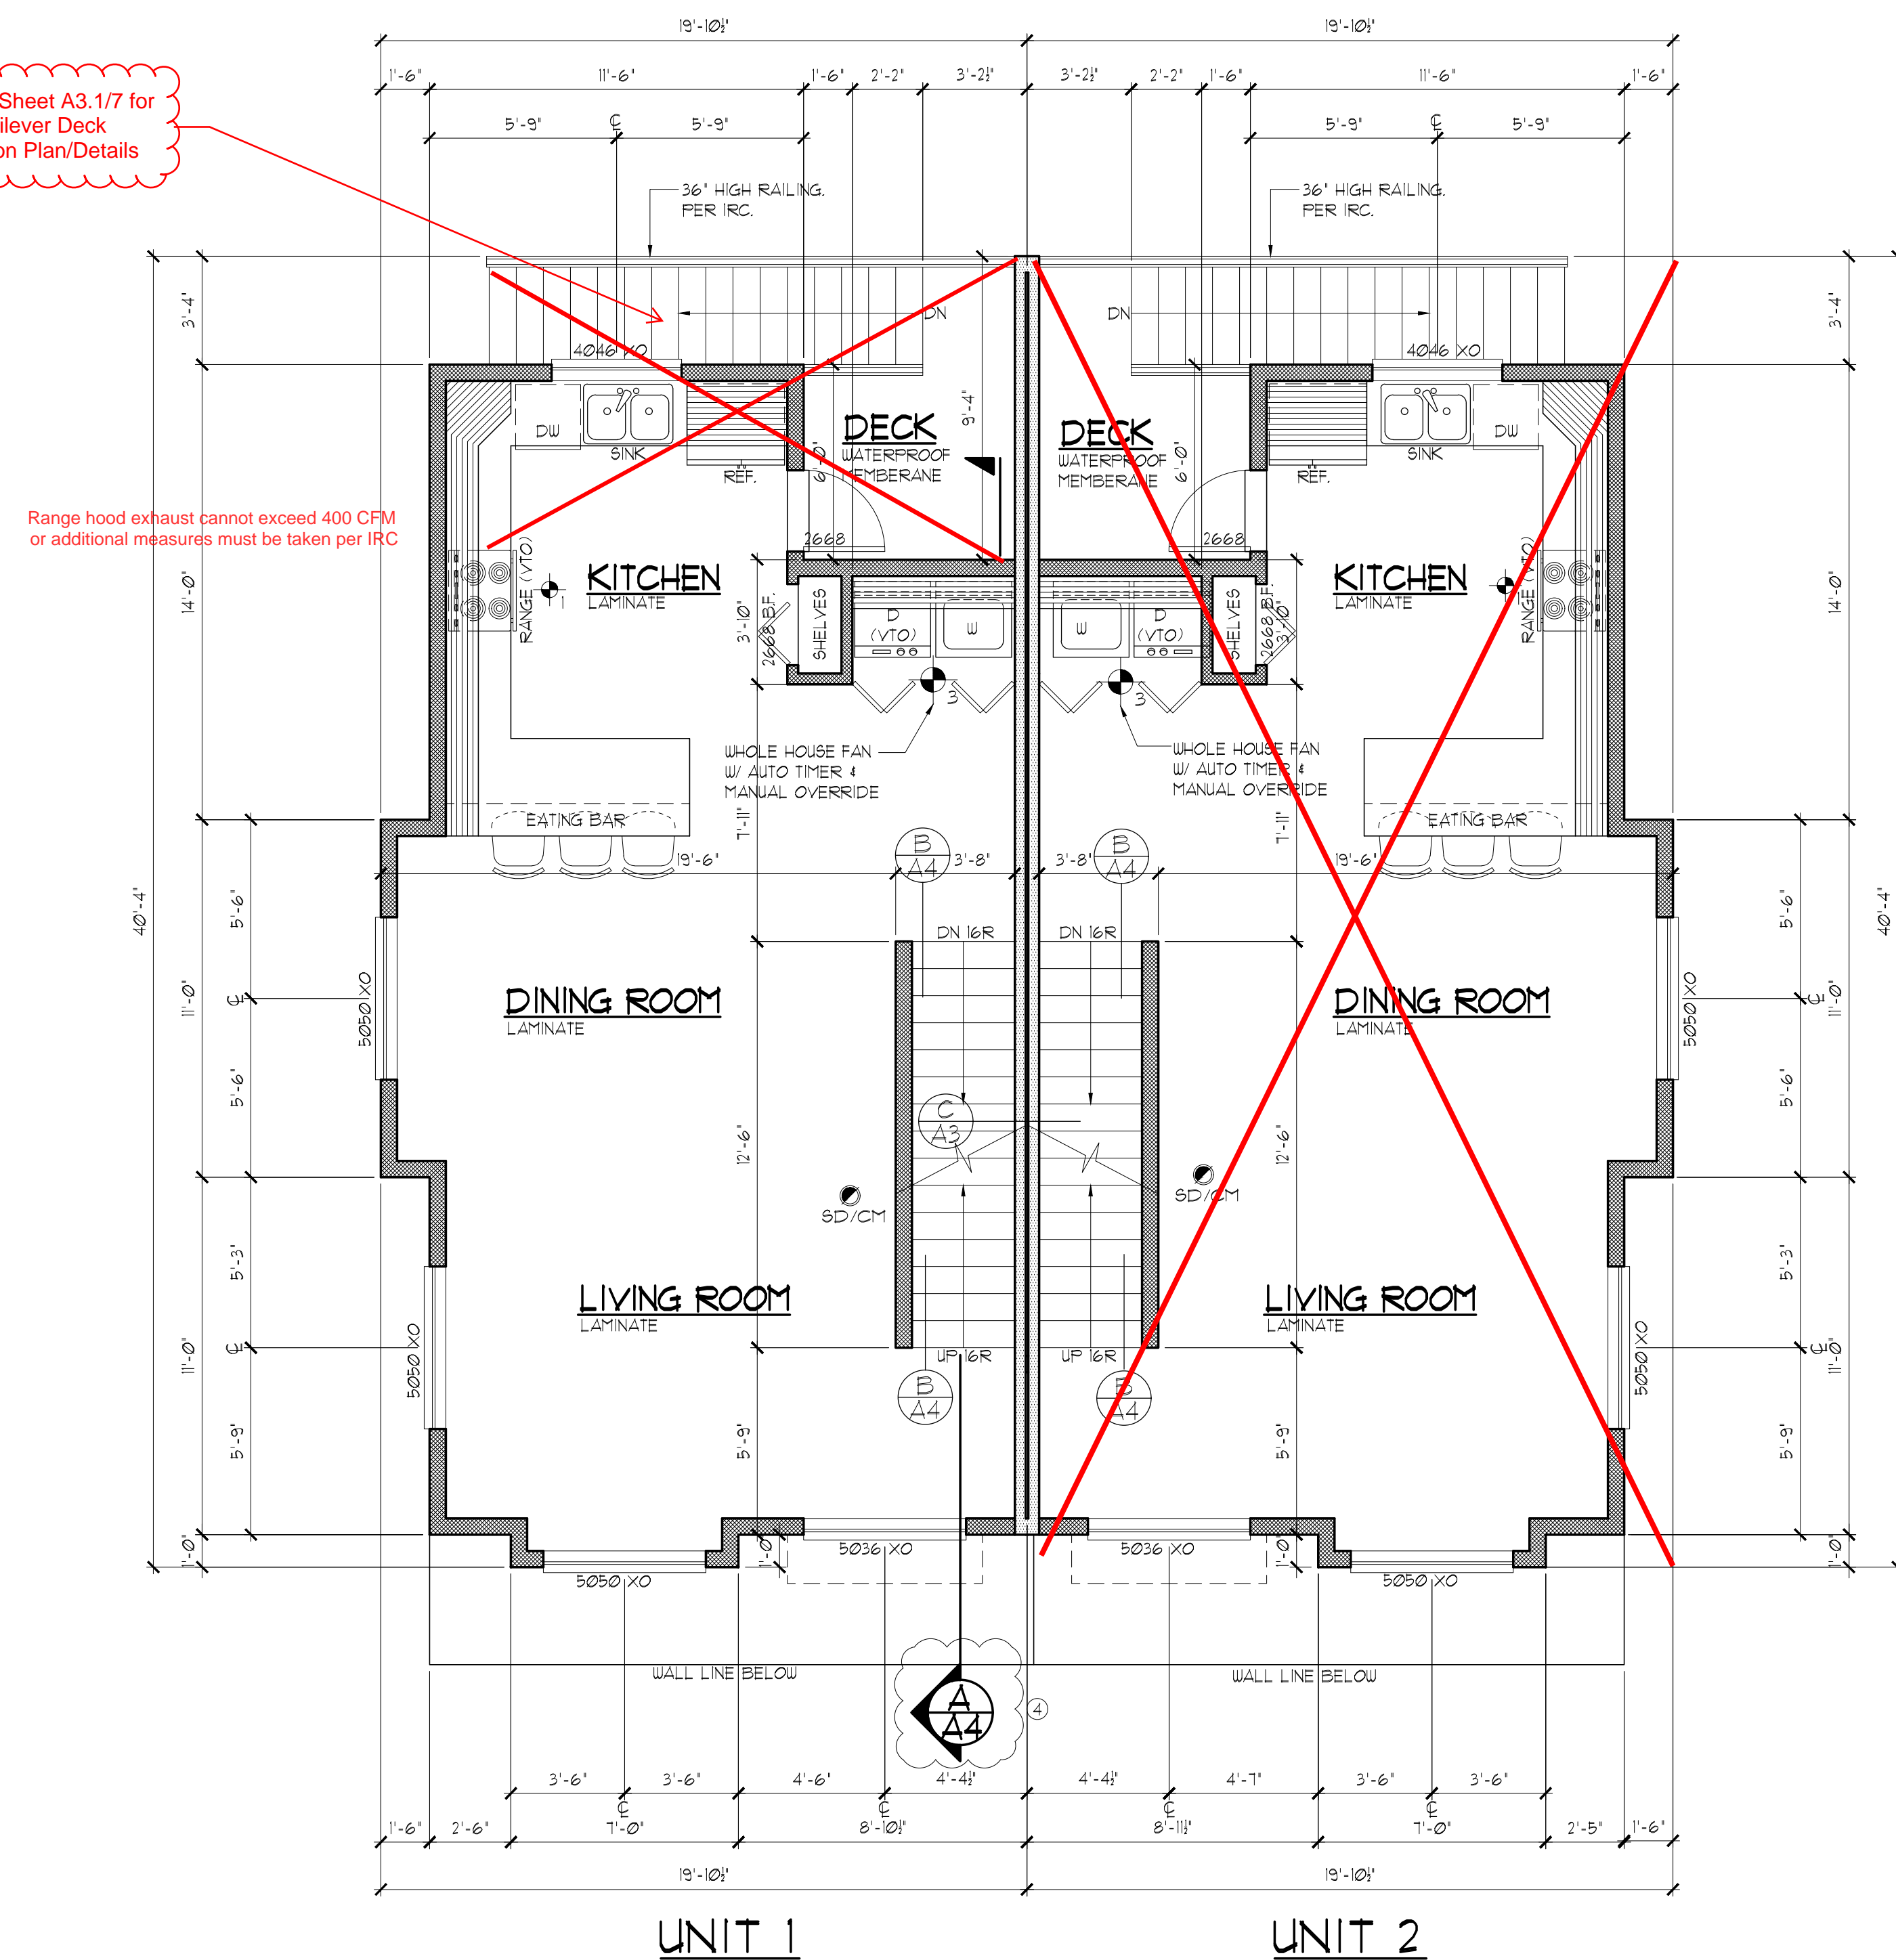 19'-10½"
19'-10½"
1'-6"
11'-6"
1'-6"
2'-2"
3'-2½"
3'-2½"
2'-2"
1'-6"
11'-6"
1'-6"
Sheet A3.1/7 for
Deck
Plan/Details
5'-9"
℄
5'-9"
5'-9"
℄
5'-9"
36" HIGH RAILING.
PER IRC.
36" HIGH RAILING.
PER IRC.
3'-4"
3'-4"
DN
DN
4046 XO
4046 XO
DW
SINK
REF.
DECK
WATERPROOF
MEMBERANE
9'-4"
6'-0"
DECK
WATERPROOF
MEMBERANE
6'-0"
REF.
SINK
DW
Range hood exhaust cannot exceed 400 CFM
or additional measures must be taken per IRC
2668
2668
14'-0"
RANGE (VTO)
1
KITCHEN
LAMINATE
3'-10"
2668 B.F.
SHELVES
D
(VTO)
W
W
D
(VTO)
SHELVES
2668 B.F.
3'-10"
KITCHEN
LAMINATE
1
RANGE (VTO)
14'-0"
3
3
WHOLE HOUSE FAN
W/ AUTO TIMER &
MANUAL OVERRIDE
WHOLE HOUSE FAN
W/ AUTO TIMER &
MANUAL OVERRIDE
EATING BAR
EATING BAR
7'-11"
7'-11"
19'-6"
B
A4
3'-8"
3'-8"
B
A4
19'-6"
40'-4"
40'-4"
5'-6"
5'-6"
DN 16R
DN 16R
11'-0"
℄
5050 XO
DINING ROOM
LAMINATE
DINING ROOM
LAMINATE
5050 XO
℄
11'-0"
5'-6"
5'-6"
C
A3
12'-6"
12'-6"
SD/CM
SD/CM
5'-3"
5'-3"
LIVING ROOM
LAMINATE
LIVING ROOM
LAMINATE
11'-0"
℄
5050 XO
UP 16R
UP 16R
5050 XO
℄
11'-0"
B
A4
B
A4
5'-9"
5'-9"
5'-9"
5'-9"
1'-0"
1'-0"
5036 XO
5036 XO
1'-0"
1'-0"
5050 XO
5050 XO
WALL LINE BELOW
WALL LINE BELOW
A
A4
4
3'-6"
3'-6"
4'-6"
4'-4½"
4'-4½"
4'-7"
3'-6"
3'-6"
℄
℄
℄
℄
1'-6"
2'-6"
7'-0"
8'-10½"
8'-11½"
7'-0"
2'-5"
1'-6"
19'-10½"
19'-10½"
UNIT 1
UNIT 2